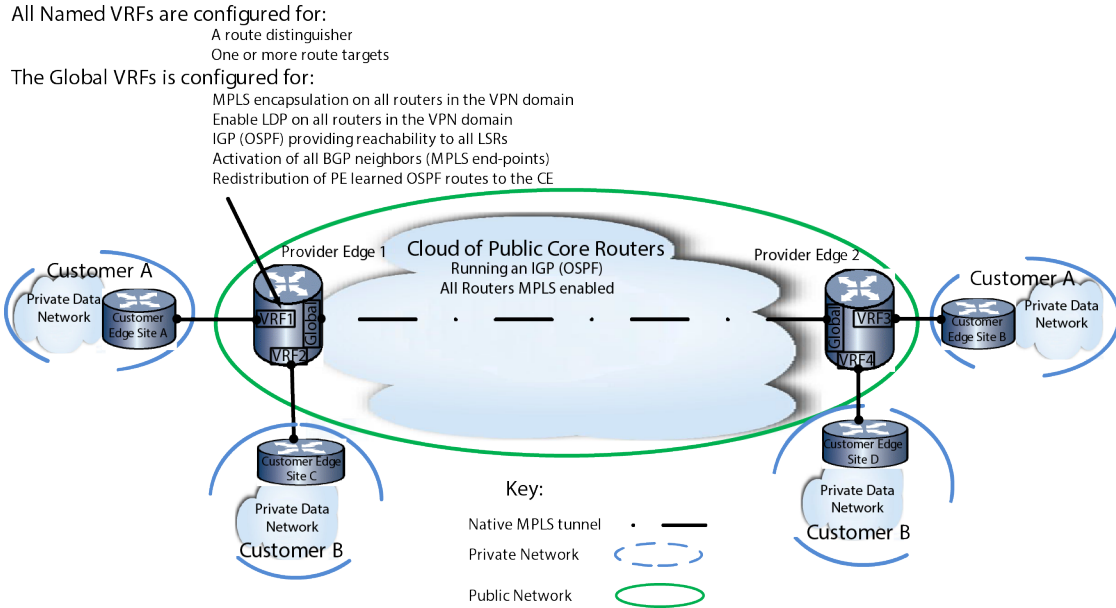 All Named VRFs are configured for:
A route distinguisher
One or more route targets
The Global VRFs is configured for:
MPLS encapsulation on all routers in the VPN domain
Enable LDP on all routers in the VPN domain
IGP (OSPF) providing reachability to all LSRs
Activation of all BGP neighbors (MPLS end-points)
Redistribution of PE learned OSPF routes to the CE
Provider Edge 1
Cloud of Public Core Routers
Running an IGP (OSPF)
All Routers MPLS enabled
Provider Edge 2
Customer A
Private Data
Network
Customer
Edge Site A
VRF1
Global
VRF2
Global
VRF3
VRF4
Customer A
Customer
Edge Site B
Private Data
Network
Customer Edge
Site C
Private Data
Network
Customer B
Customer Edge
Site D
Private Data
Network
Customer B
Key:
Native MPLS tunnel
Private Network
Public Network